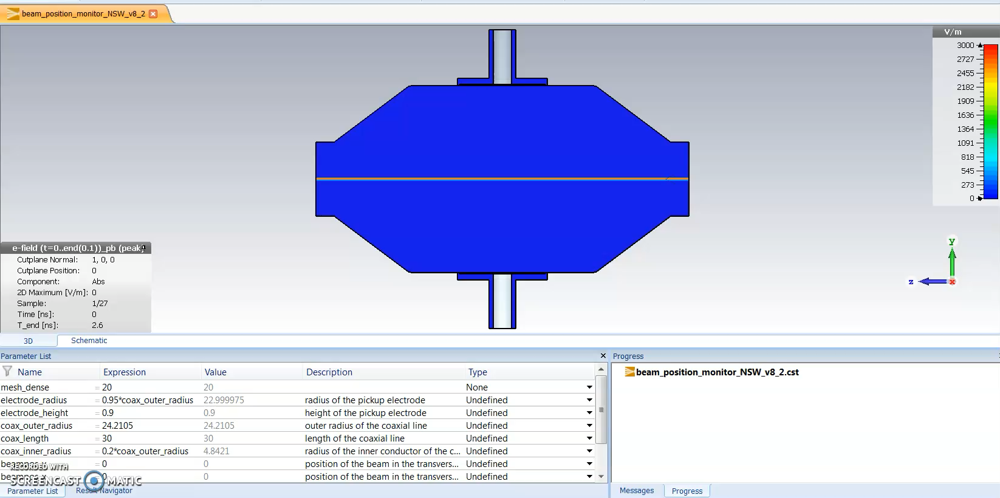 beam_position_monitor_NSW_v8_2
V/m
3000
2727
2455
2182
1909
1636
1364
1091
818
545
273
0
y
z
x
e-field (t=0..end(0.1))_pb (peak)
Cutplane Normal: 1, 0, 0
Cutplane Position: 0
Component: Abs
2D Maximum [V/m]: 0
Sample: 1/27
Time [ns]: 0
T_end [ns]: 2.6
3D Schematic
Parameter List
Name Expression Value Description Type
mesh_dense = 20 20 None
electrode_radius = 0.95*coax_outer_radius 22.999975 radius of the pickup electrode Undefined
electrode_height = 0.9 0.9 height of the pickup electrode Undefined
coax_outer_radius = 24.2105 24.2105 outer radius of the coaxial line Undefined
coax_length = 30 30 length of the coaxial line Undefined
coax_inner_radius = 0.2*coax_outer_radius 4.8421 radius of the inner conductor of the c... Undefined
= 0 0 position of the beam in the transvers... Undefined
= 0 0 position of the beam in the transvers... Undefined
RECORDED WITH
SCREENCAST MATIC
Parameter List Result Navigator
Progress
beam_position_monitor_NSW_v8_2.cst
Messages Progress